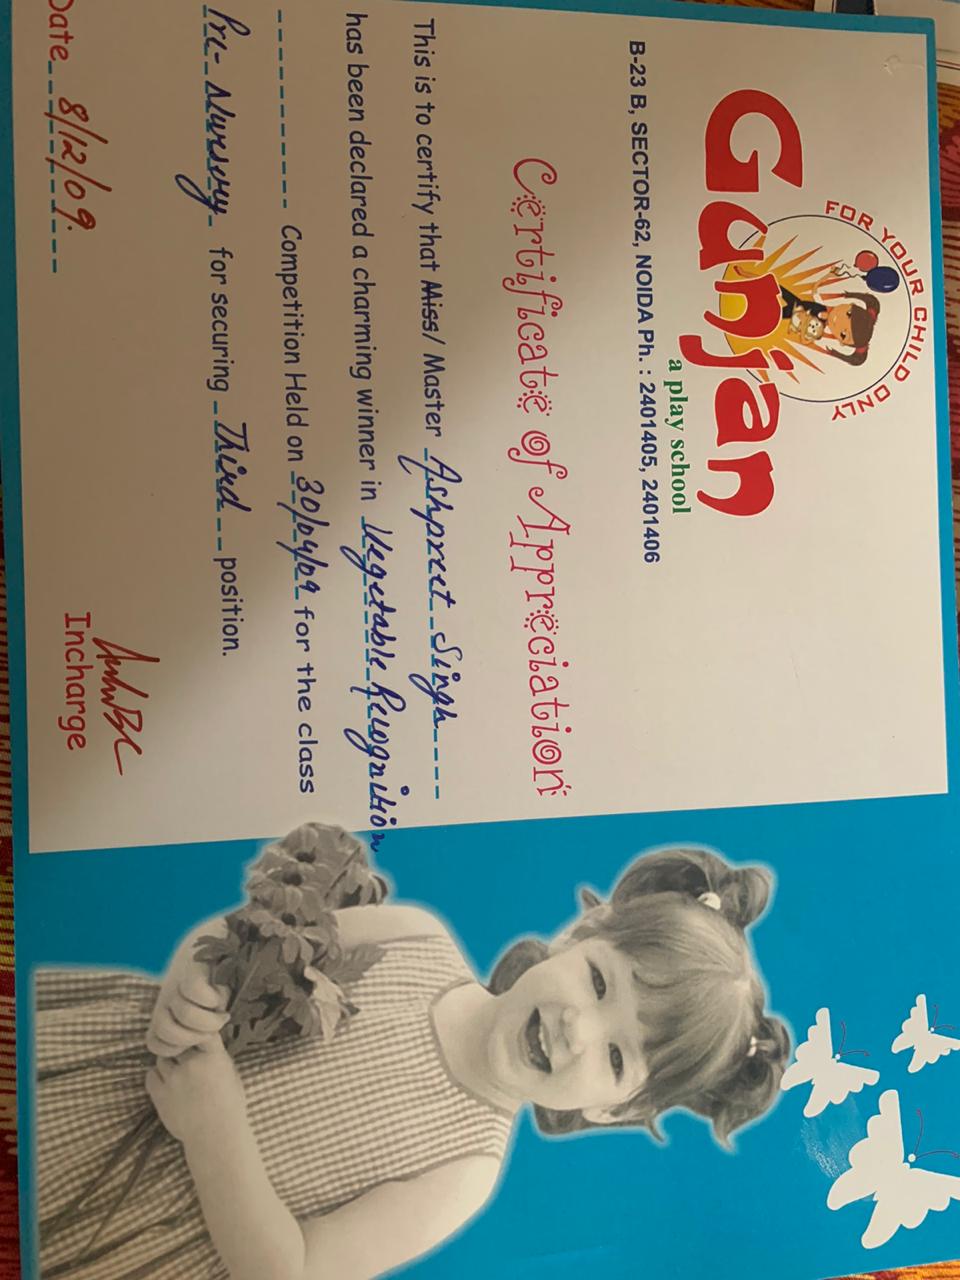 FOR YOUR CHILD ONLY
Gunjan
a play school
B-23 B, SECTOR-62, NOIDA Ph. : 2401405, 2401406
Certificate of Appreciation
This is to certify that Miss/ Master Ashpreet Singh
has been declared a charming winner in Vegetable Recognition
Competition Held on 30/04/09 for the class
Pre- Nursery for securing Third position.
Date 8/12/09.
Incharge